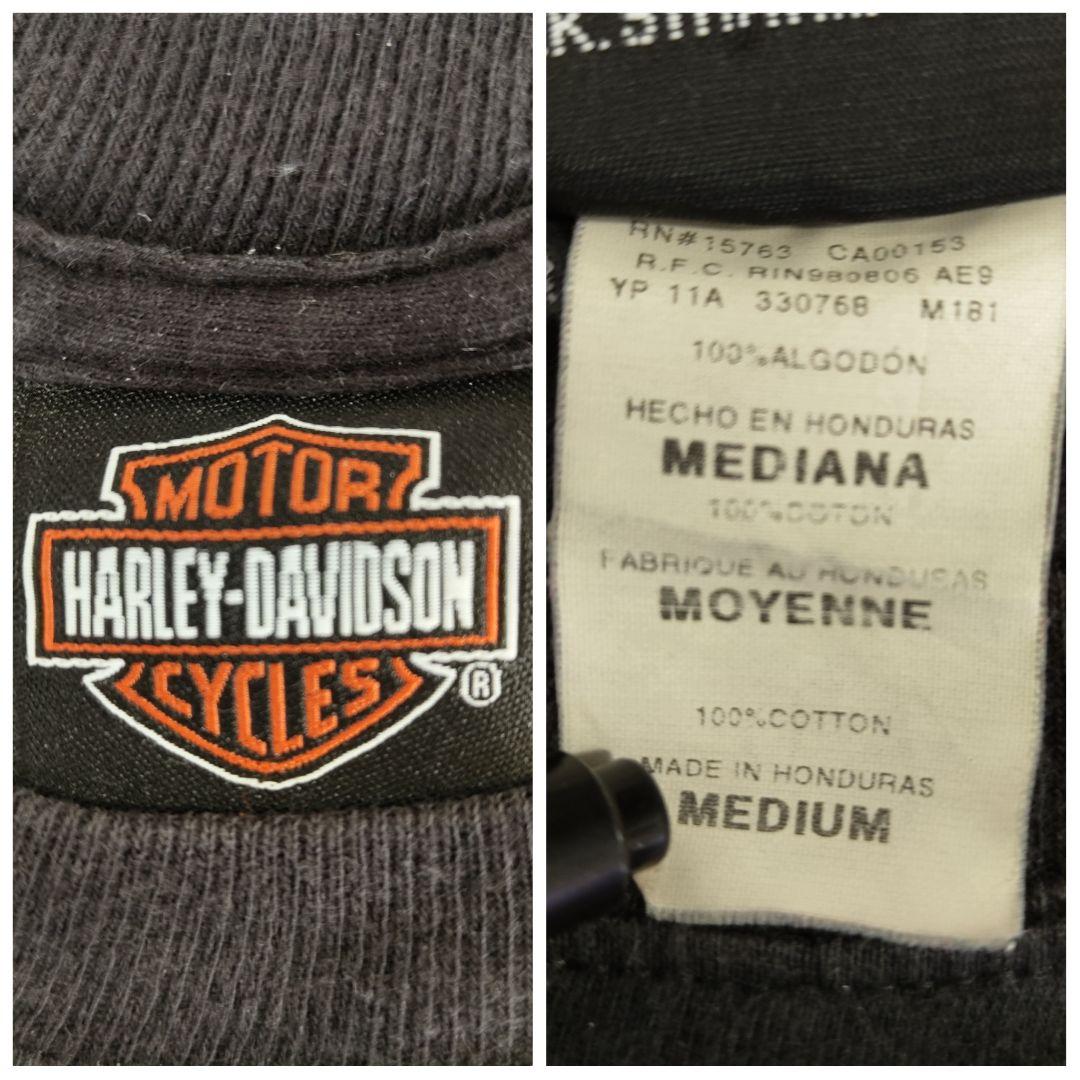 MOTOR
HARLEY-DAVIDSON
CYCLES
®
RN#15763 CA00153
R.F.C. RIN980806 AE9
YP 11A 330768 M181
100%ALGODÓN
HECHO EN HONDURAS
MEDIANA
100%COTON
FABRIQUE AU HONDURAS
MOYENNE
100%COTTON
MADE IN HONDURAS
MEDIUM